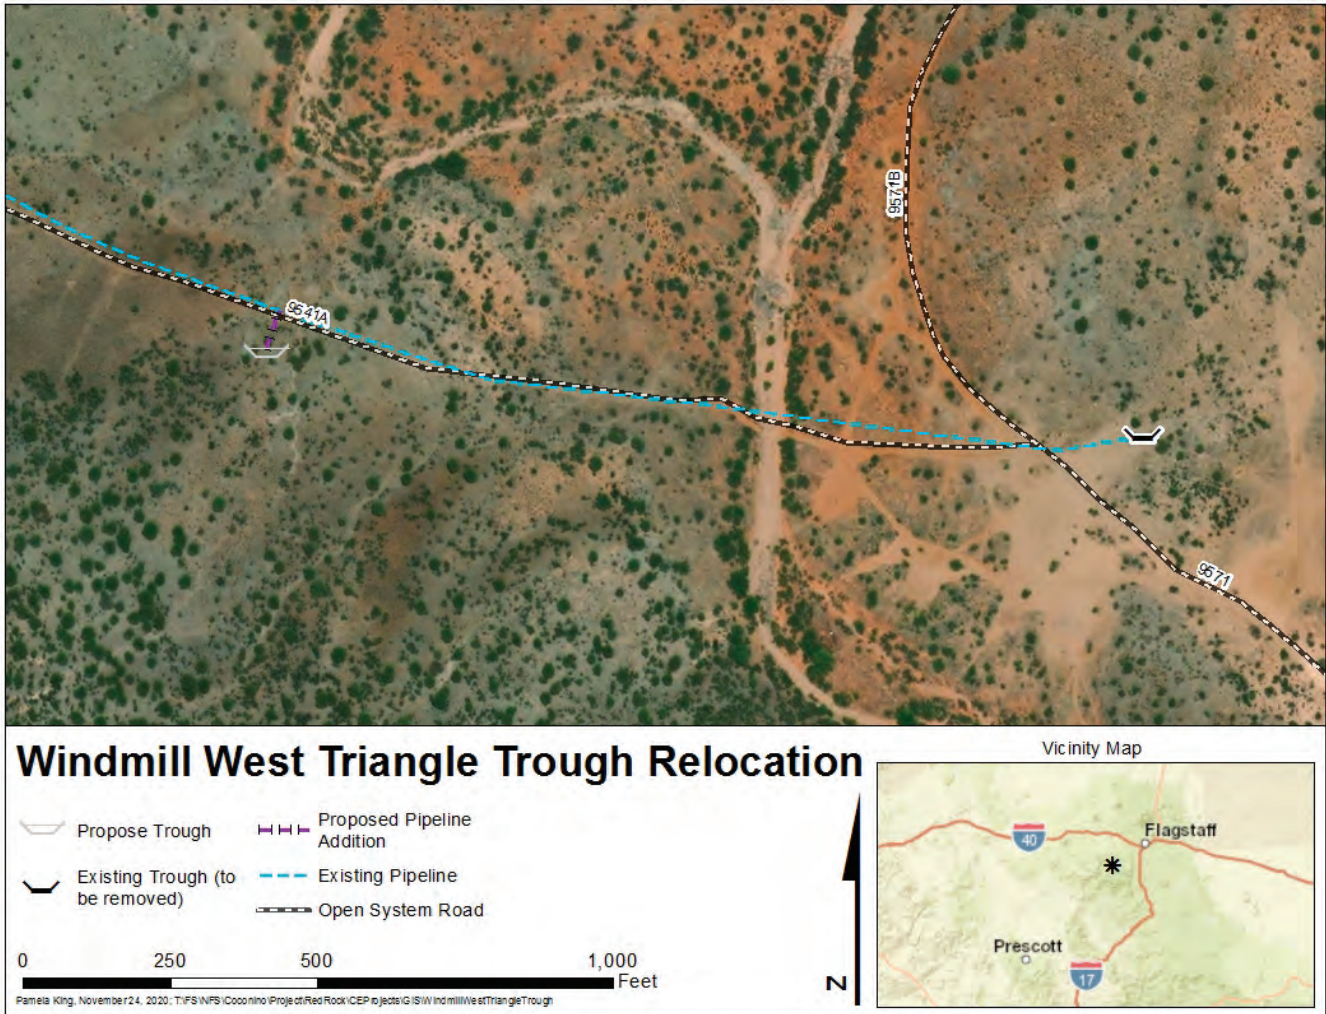 9571B
9541A
9571
Windmill West Triangle Trough Relocation
Propose Trough
Existing Trough (to
be removed)
Proposed Pipeline
Addition
Existing Pipeline
Open System Road
0 250 500 1,000
Feet
Pamela King, November 24, 2020; T:\FS\NFS\Coconino\Project\RedRock\CEProjects\GIS\WindmillWestTriangleTrough
N
Vicinity Map
40
Flagstaff
Prescott
17